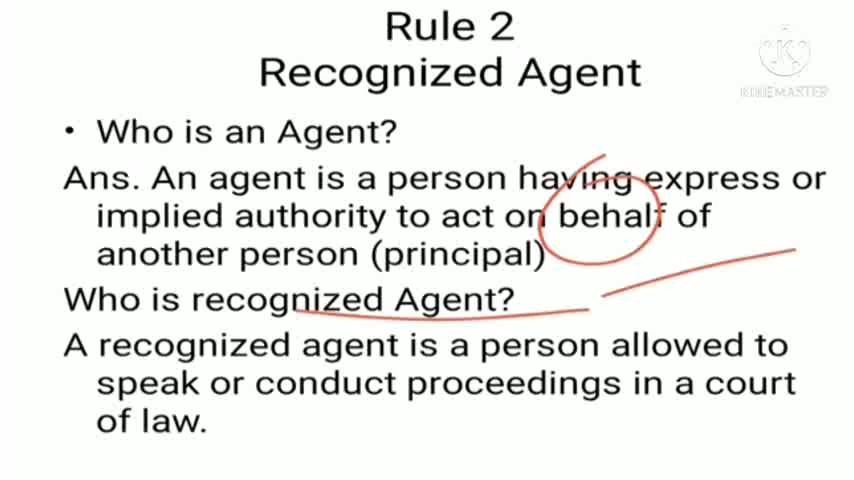 Rule 2
Recognized Agent
KINEMASTER
• Who is an Agent?
Ans. An agent is a person having express or
implied authority to act on behalf of
another person (principal)
Who is recognized Agent?
A recognized agent is a person allowed to
speak or conduct proceedings in a court
of law.